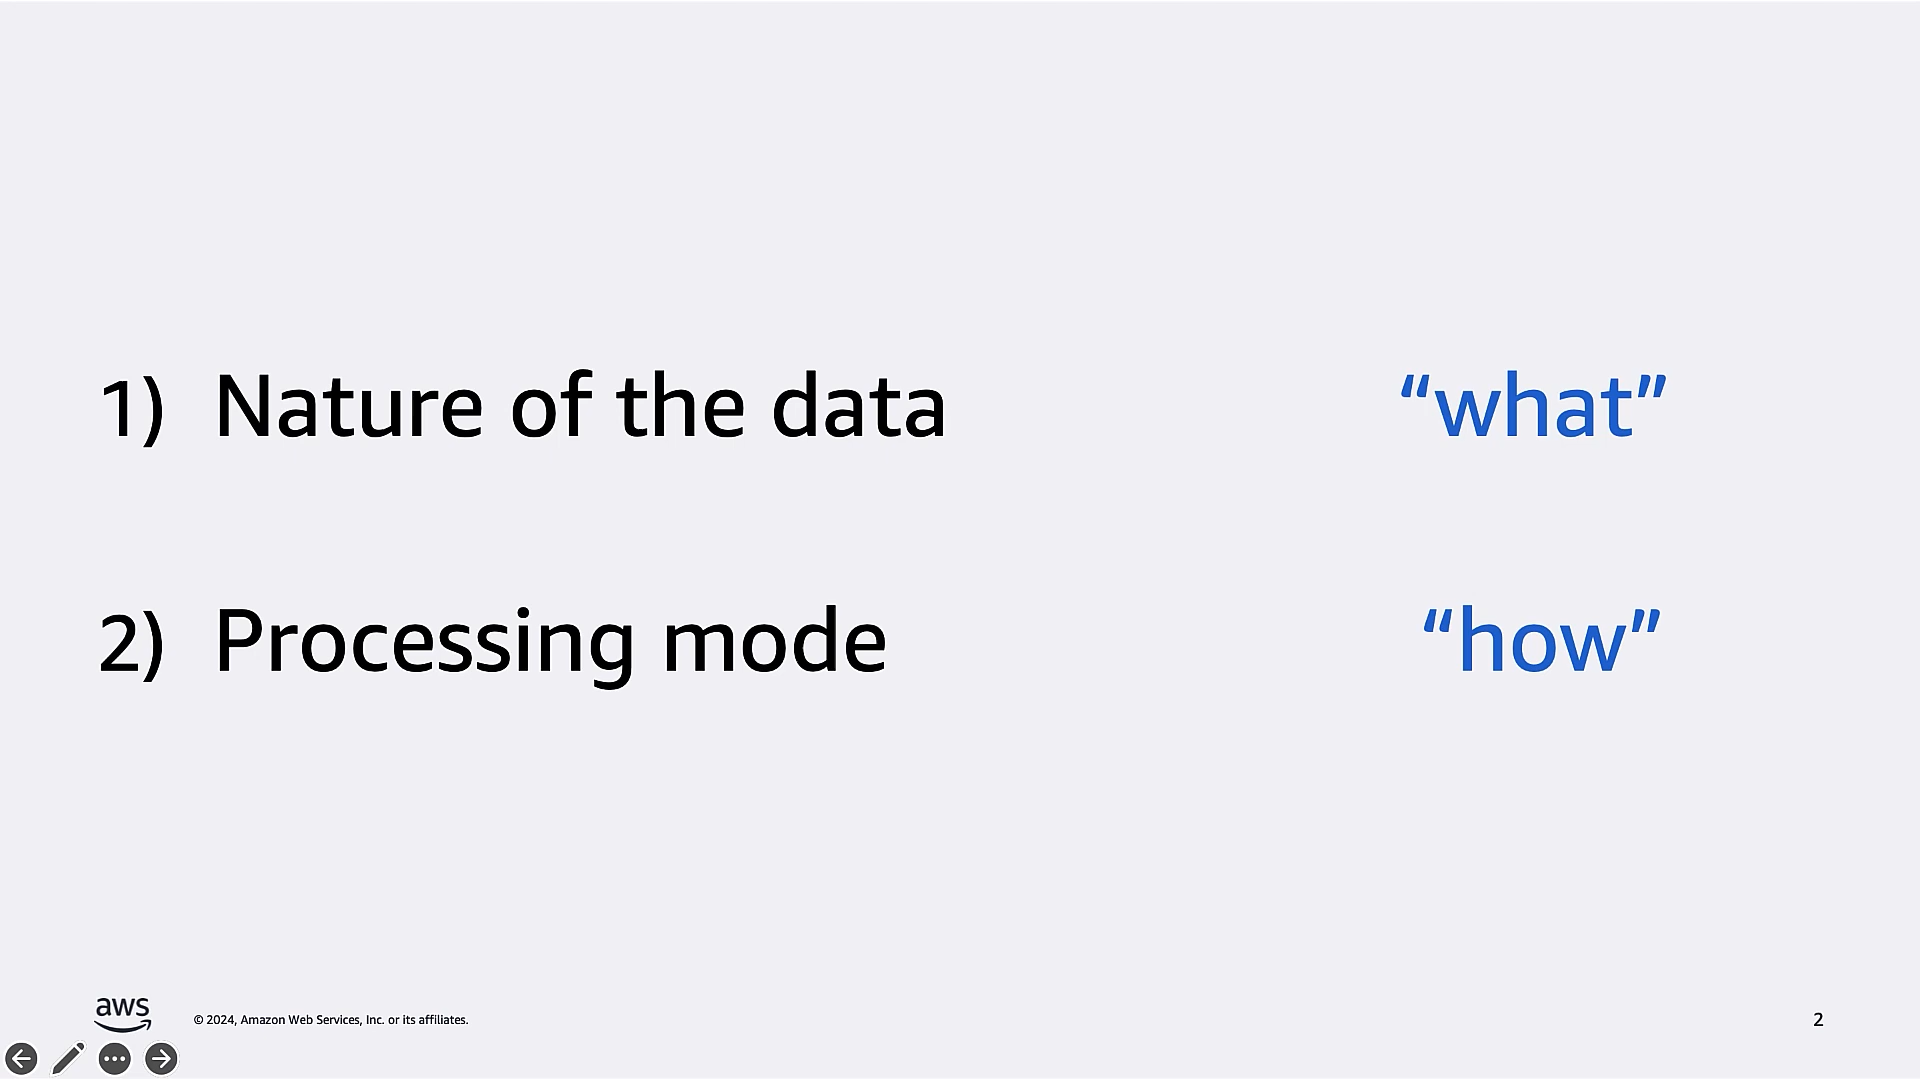 1) Nature of the data “what”
2) Processing mode “how”
aws
© 2024, Amazon Web Services, Inc. or its affiliates.
2